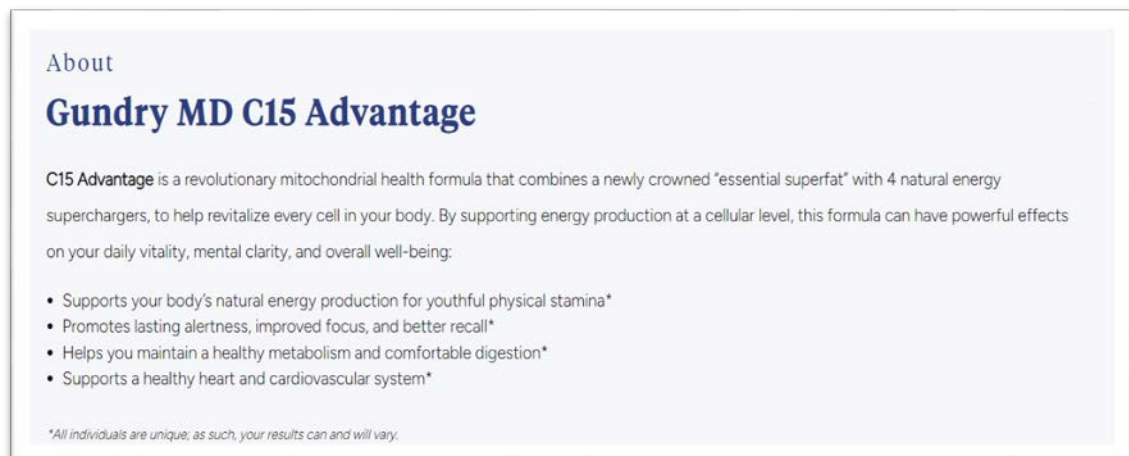 About
Gundry MD C15 Advantage
C15 Advantage is a revolutionary mitochondrial health formula that combines a newly crowned "essential superfat" with 4 natural energy
superchargers, to help revitalize every cell in your body. By supporting energy production at a cellular level, this formula can have powerful effects
on your daily vitality, mental clarity, and overall well-being:
• Supports your body's natural energy production for youthful physical stamina*
• Promotes lasting alertness, improved focus, and better recall*
• Helps you maintain a healthy metabolism and comfortable digestion*
• Supports a healthy heart and cardiovascular system*
*All individuals are unique; as such, your results can and will vary.